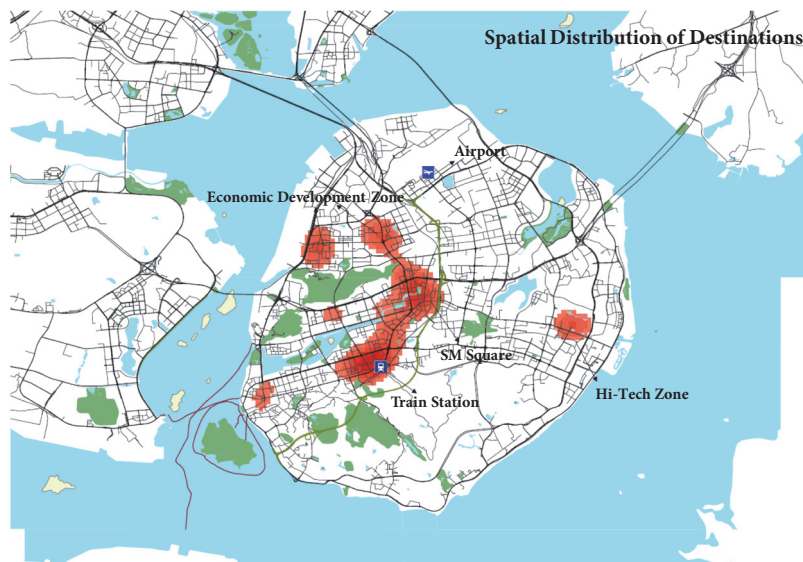 Spatial Distribution of Destinations
Airport
Economic Development Zone
SM Square
Hi-Tech Zone
Train Station